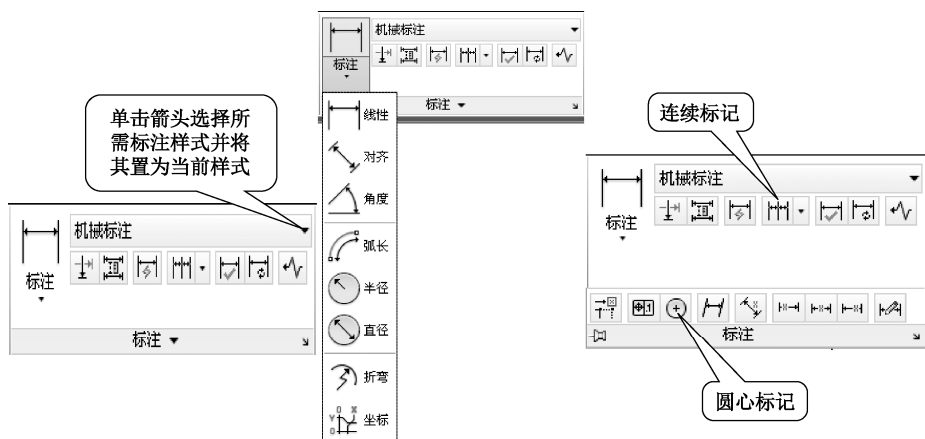 机械标注
标注
标注
线性
对齐
角度
弧长
半径
直径
折弯
坐标
单击箭头选择所
需标注样式并将
其置为当前样式
机械标注
标注
标注
连续标记
机械标注
标注
标注
圆心标记